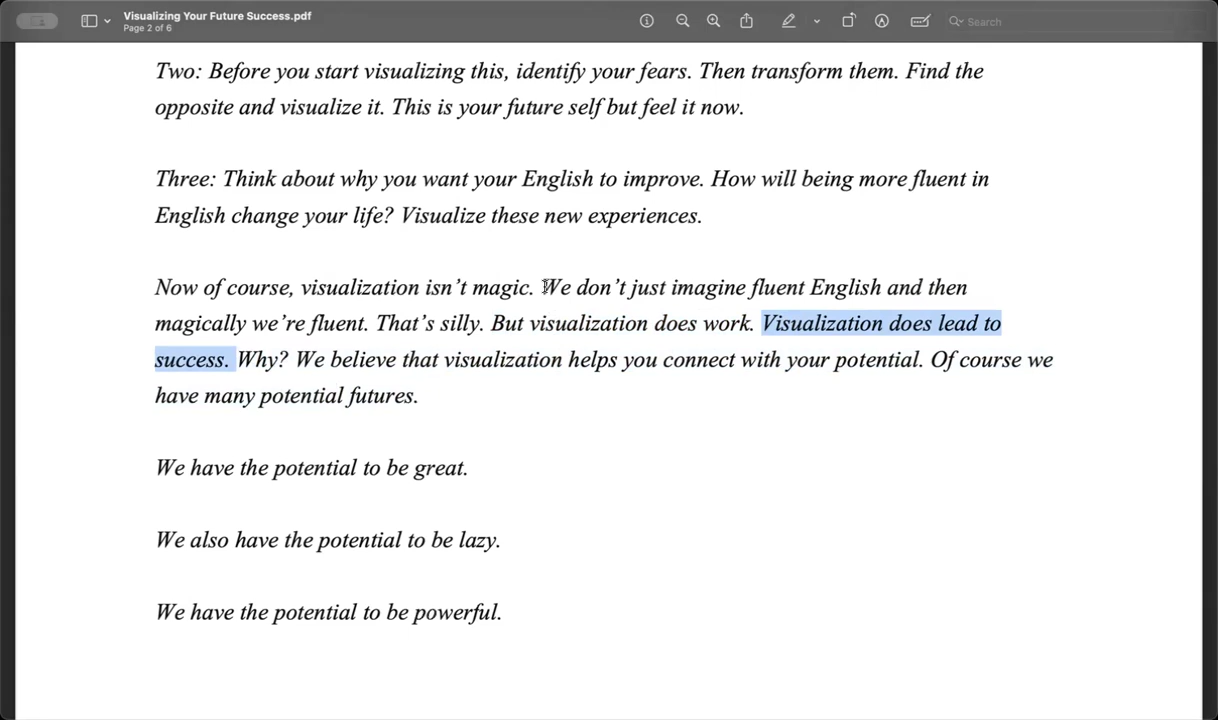 Visualizing Your Future Success.pdf
Page 2 of 6
Search
Two: Before you start visualizing this, identify your fears. Then transform them. Find the
opposite and visualize it. This is your future self but feel it now.
Three: Think about why you want your English to improve. How will being more fluent in
English change your life? Visualize these new experiences.
Now of course, visualization isn’t magic. We don’t just imagine fluent English and then
magically we’re fluent. That’s silly. But visualization does work. Visualization does lead to
success. Why? We believe that visualization helps you connect with your potential. Of course we
have many potential futures.
We have the potential to be great.
We also have the potential to be lazy.
We have the potential to be powerful.